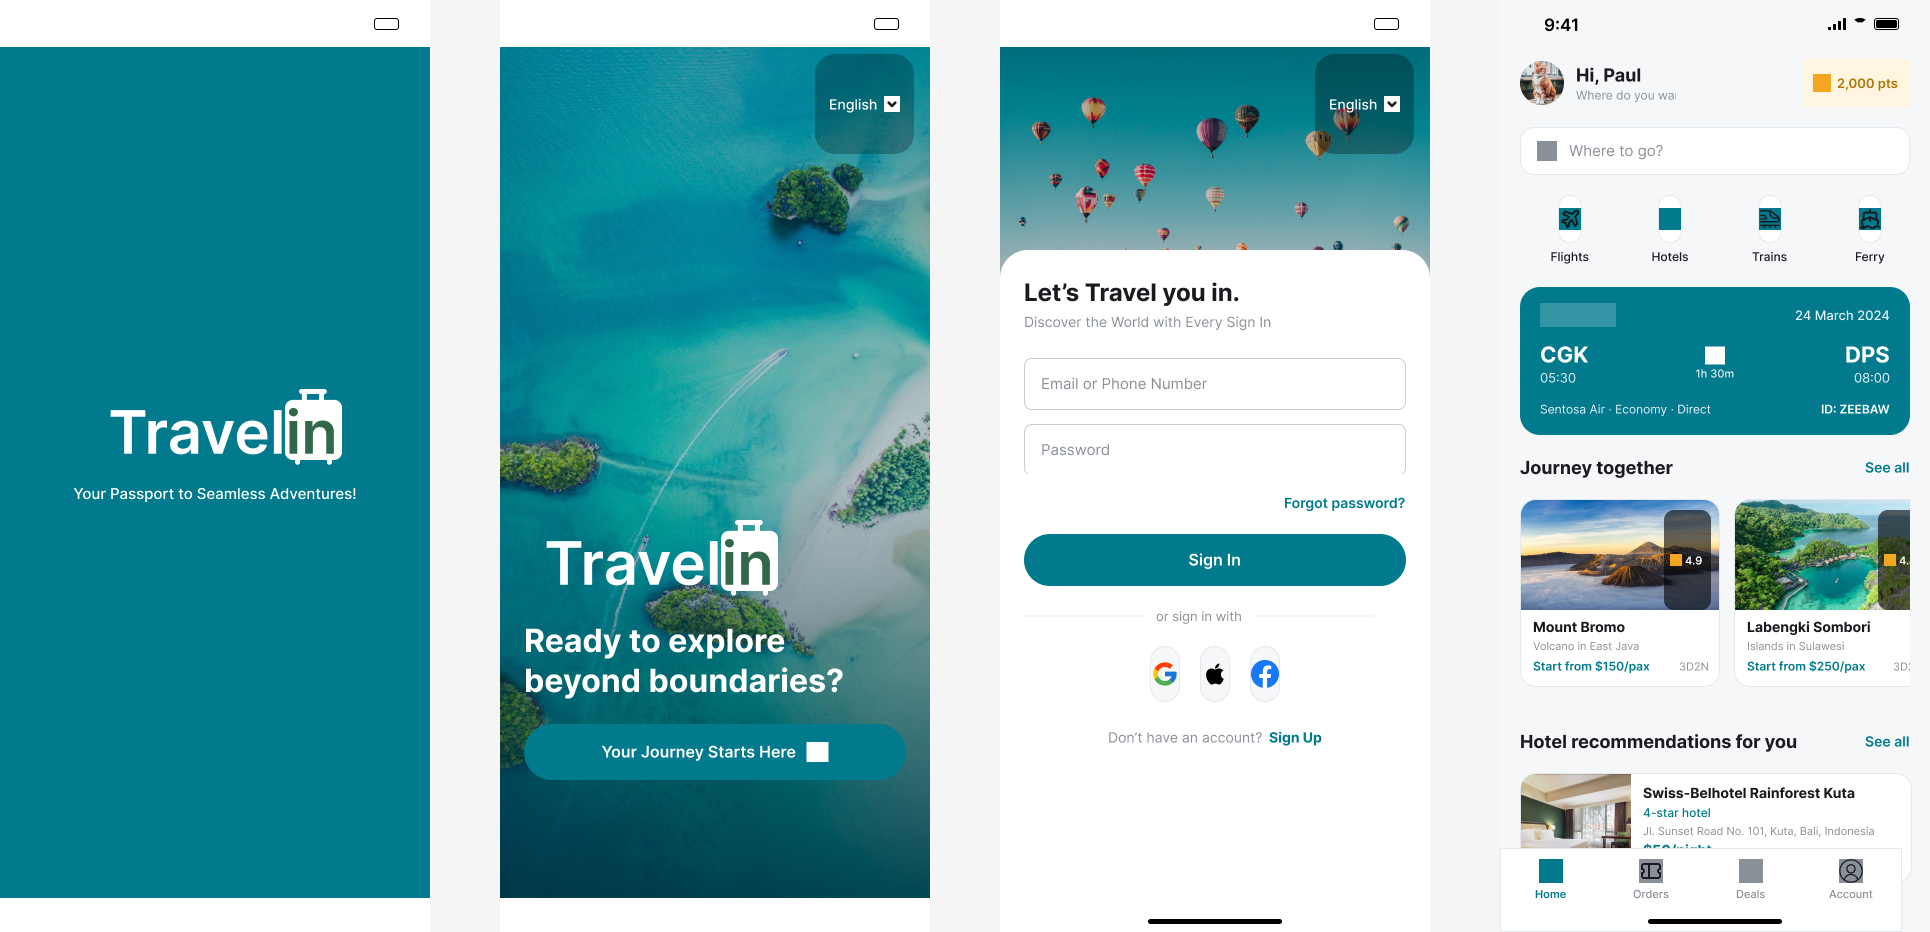 Travelin
Your Passport to Seamless Adventures!
English
Travelin
Ready to explore
beyond boundaries?
Your Journey Starts Here
English
Let's Travel you in.
Discover the World with Every Sign In
Email or Phone Number
Password
Forgot password?
Sign In
or sign in with
Don't have an account? Sign Up
9:41
Hi, Paul
Where do you
2,000 pts
Where to go?
Flights
Hotels
Trains
Ferry
24 March 2024
CGK
DPS
05:30
1h 30m
08:00
Sentosa Air · Economy · Direct
ID: ZEEBAW
Journey together
See all
4.9
Mount Bromo
Volcano in East Java
Start from $150/pax
3D2N
4.
Labengki Sombori
Islands in Sulawesi
Start from $250/pax
Hotel recommendations for you
See all
Swiss-Belhotel Rainforest Kuta
4-star hotel
Jl. Sunset Road No. 101, Kuta, Bali, Indonesia
Home
Orders
Deals
Account